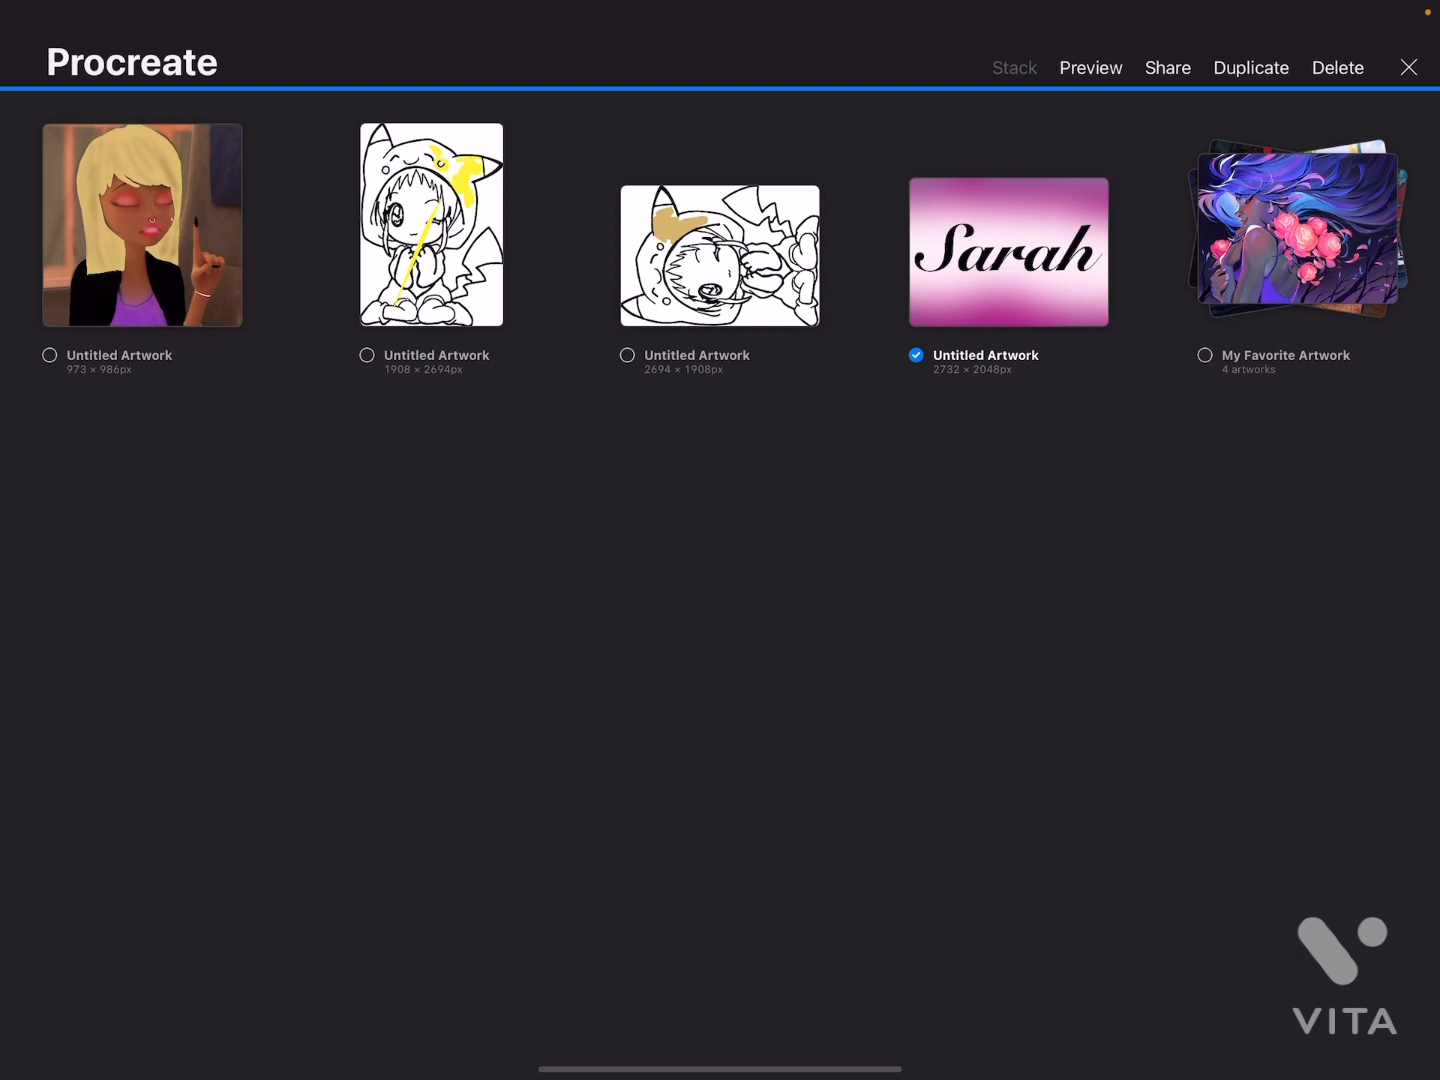 Procreate
Stack Preview Share Duplicate Delete
Sarah
Untitled Artwork
973 × 986px
Untitled Artwork
1908 × 2694px
Untitled Artwork
2694 × 1908px
Untitled Artwork
2732 × 2048px
My Favorite Artwork
4 artworks
VITA